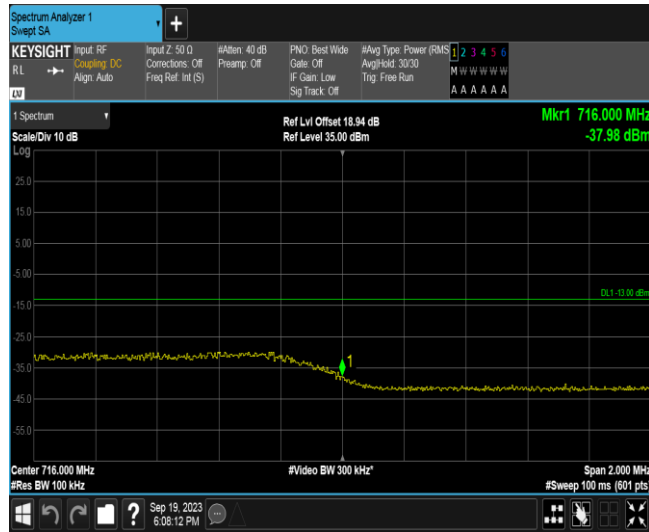 Spectrum Analyzer 1
Swept SA
KEYSIGHT
R L
LXI
Input: RF
Coupling: DC
Align: Auto
Input Z: 50 Ω
Corrections: Off
Freq Ref: Int (S)
#Atten: 40 dB
Preamp: Off
PNO: Best Wide
Gate: Off
IF Gain: Low
Sig Track: Off
#Avg Type: Power (RMS
Avg|Hold: 30/30
Trig: Free Run
1 2 3 4 5 6
M W W W W W
A A A A A A
1 Spectrum
Scale/Div 10 dB
Ref Lvl Offset 18.94 dB
Ref Level 35.00 dBm
Mkr1 716.000 MHz
-37.98 dBm
Log
25.0
15.0
5.00
-5.00
DL1 -13.00 dBm
-15.0
-25.0
1
-35.0
-45.0
-55.0
Center 716.000 MHz
#Res BW 100 kHz
#Video BW 300 kHz*
Span 2.000 MHz
#Sweep 100 ms (601 pts)
?
Sep 19, 2023
6:08:12 PM